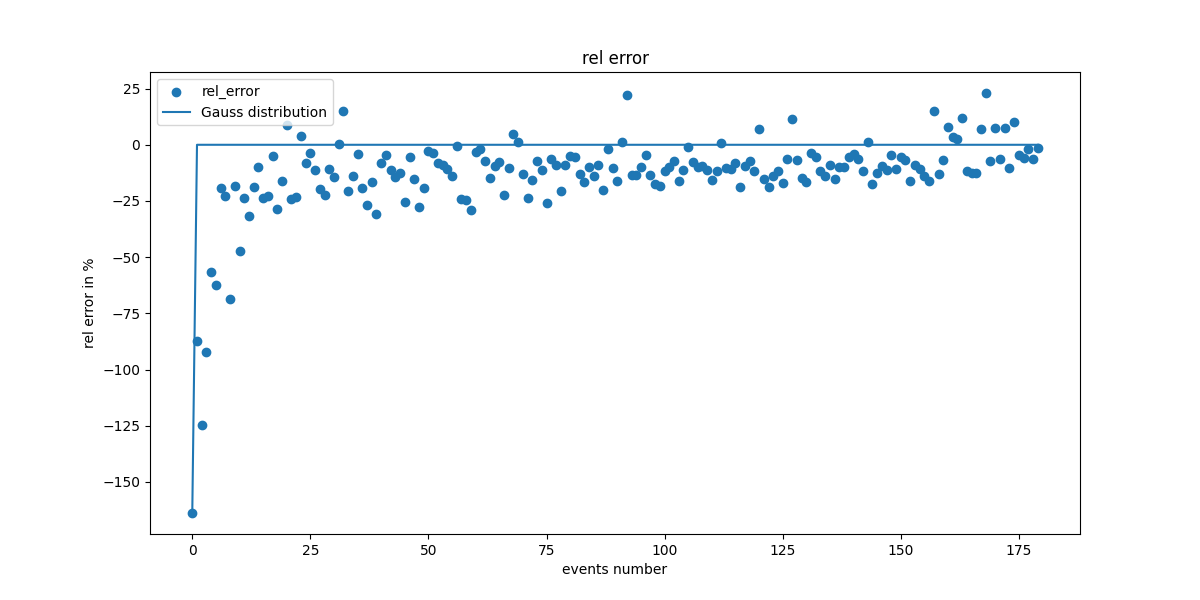 rel error
rel_error
Gauss distribution
25
0
−25
−50
−75
−100
−125
−150
rel error in %
0 25 50 75 100 125 150 175
events number